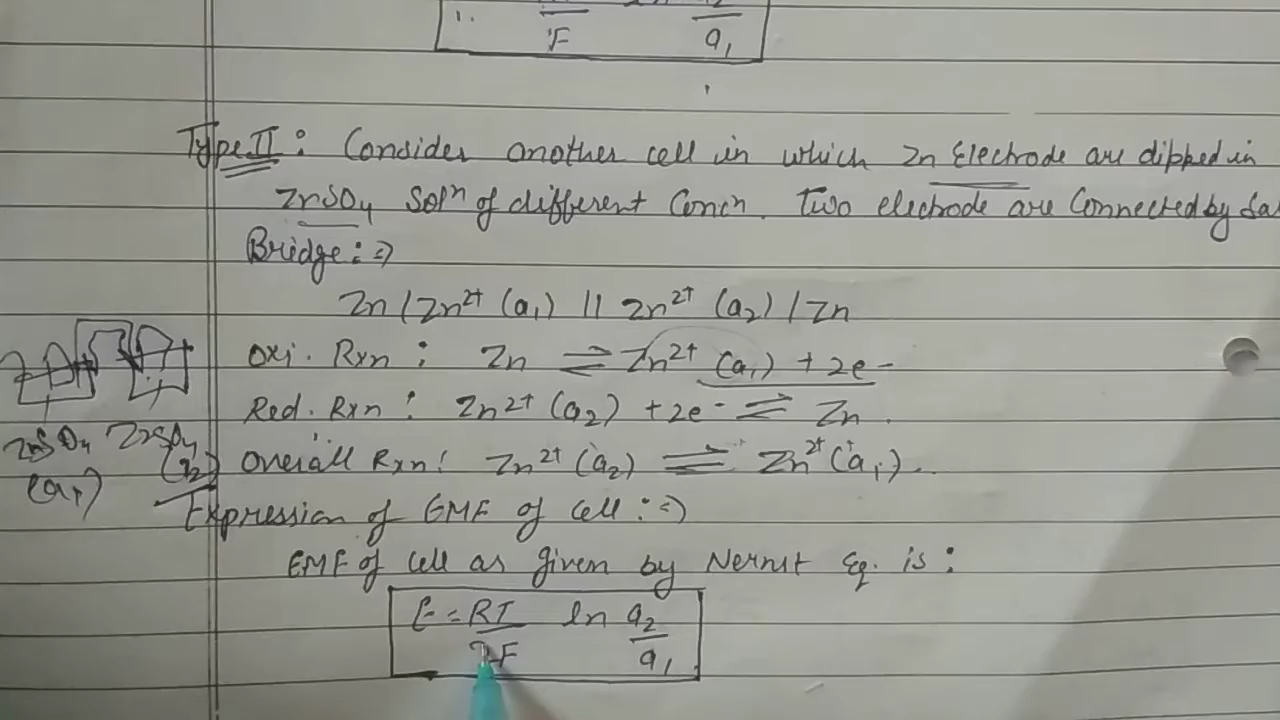 F a₁
Type II : Consider another cell in which Zn Electrode are dipped in
ZnSO₄ Solⁿ of different Concn. Two electrode are Connected by Sa
Bridge : ⇒
Zn / Zn²⁺ (a₁) || Zn²⁺ (a₂) / Zn
Oxi. Rxn : Zn ⇌ Zn²⁺ (a₁) + 2e⁻
Red. Rxn : Zn²⁺ (a₂) + 2e⁻ ⇌ Zn.
ZnSO₄ ZnSO₄
(a₁) (a₂)
Overall Rxn : Zn²⁺ (a₂) ⇌ Zn²⁺ (a₁).
Expression of EMF of Cell : ⇒
EMF of Cell as given by Nernst Eq. is :
E = RT/2F ln a₂/a₁